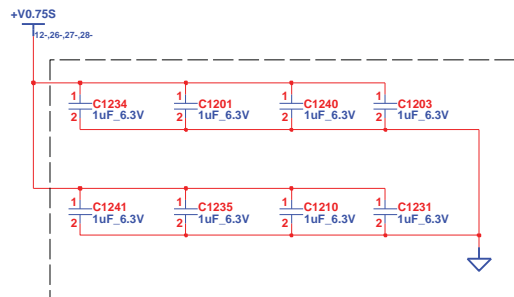 +V0.75S
12-,26-,27-,28-
1 C1234 1 C1201 1 C1240 1 C1203
2 1uF_6.3V 2 1uF_6.3V 2 1uF_6.3V 2 1uF_6.3V
1 C1241 1 C1235 1 C1210 1 C1231
2 1uF_6.3V 2 1uF_6.3V 2 1uF_6.3V 2 1uF_6.3V